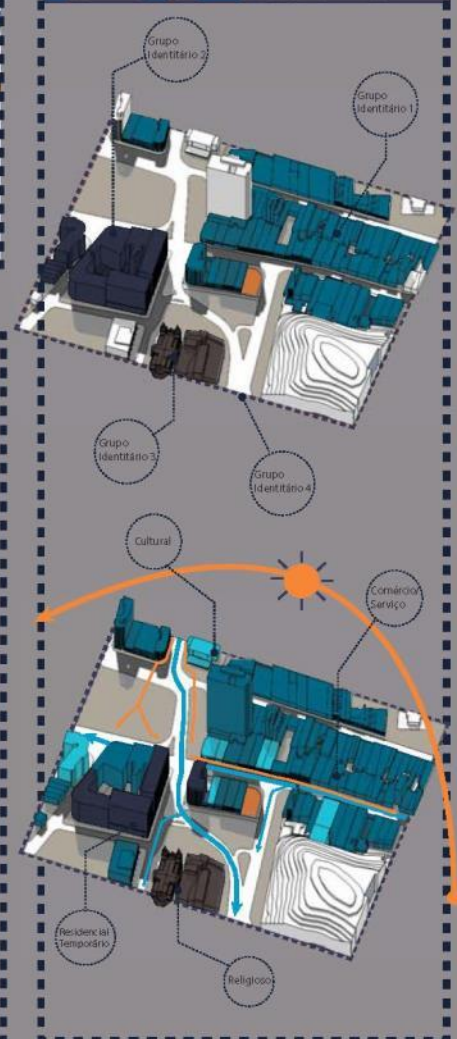 Grupo
Identitário 2
Grupo
Identitário 1
Grupo
Identitário 3
Grupo
Identitário 4
Cultural
Comércio/
Serviço
Residencial
Temporário
Religioso